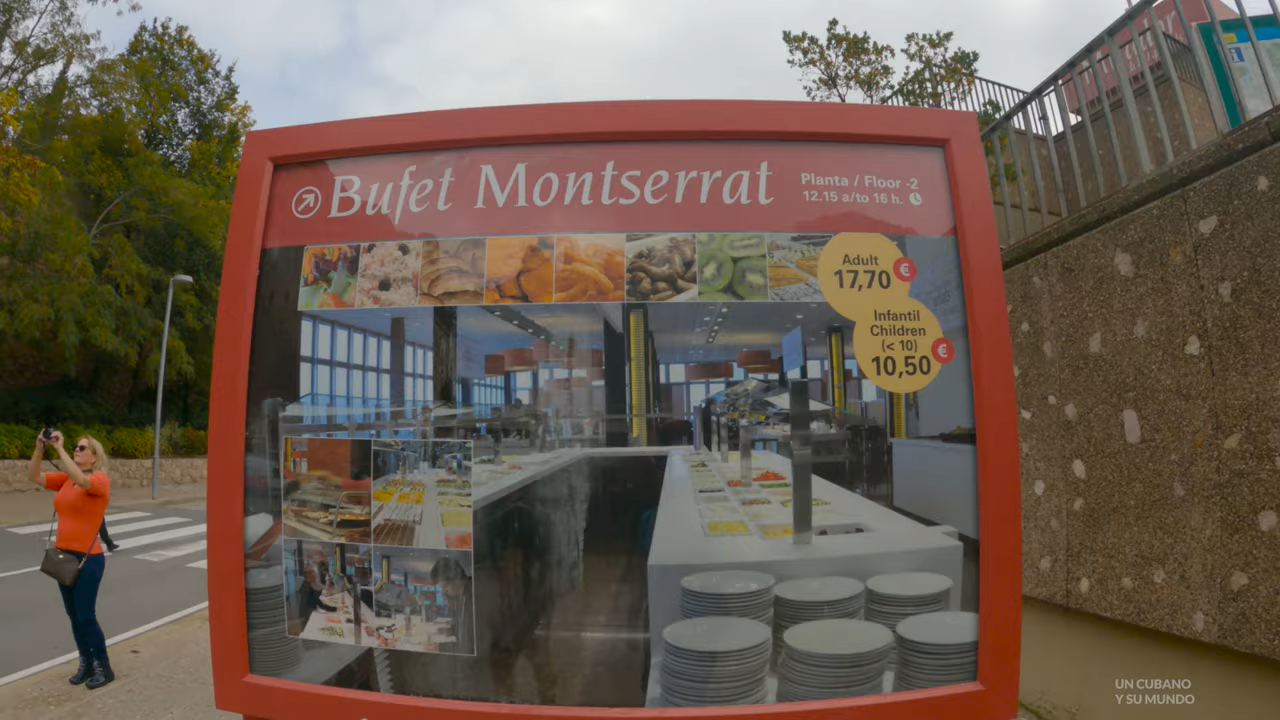 Bufet Montserrat
Planta / Floor -2
12.15 a/to 16 h.
Adult
17,70 €
Infantil
Children
(< 10)
10,50 €
UN CUBANO
Y SU MUNDO